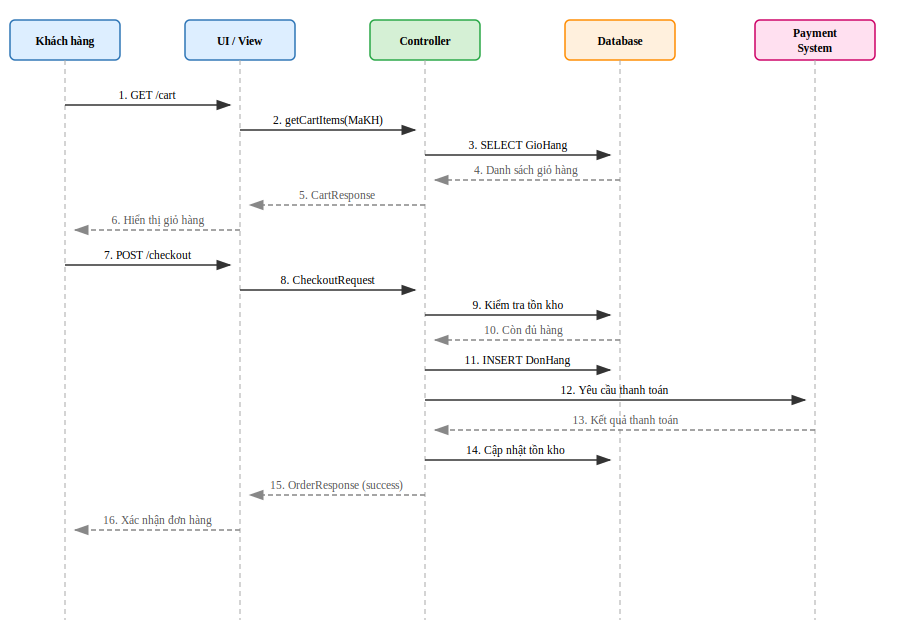 Khách hàng
UI / View
Controller
Database
Payment
System
1. GET /cart
2. getCartItems(MaKH)
3. SELECT GioHang
4. Danh sách giỏ hàng
5. CartResponse
6. Hiển thị giỏ hàng
7. POST /checkout
8. CheckoutRequest
9. Kiểm tra tồn kho
10. Còn đủ hàng
11. INSERT DonHang
12. Yêu cầu thanh toán
13. Kết quả thanh toán
14. Cập nhật tồn kho
15. OrderResponse (success)
16. Xác nhận đơn hàng